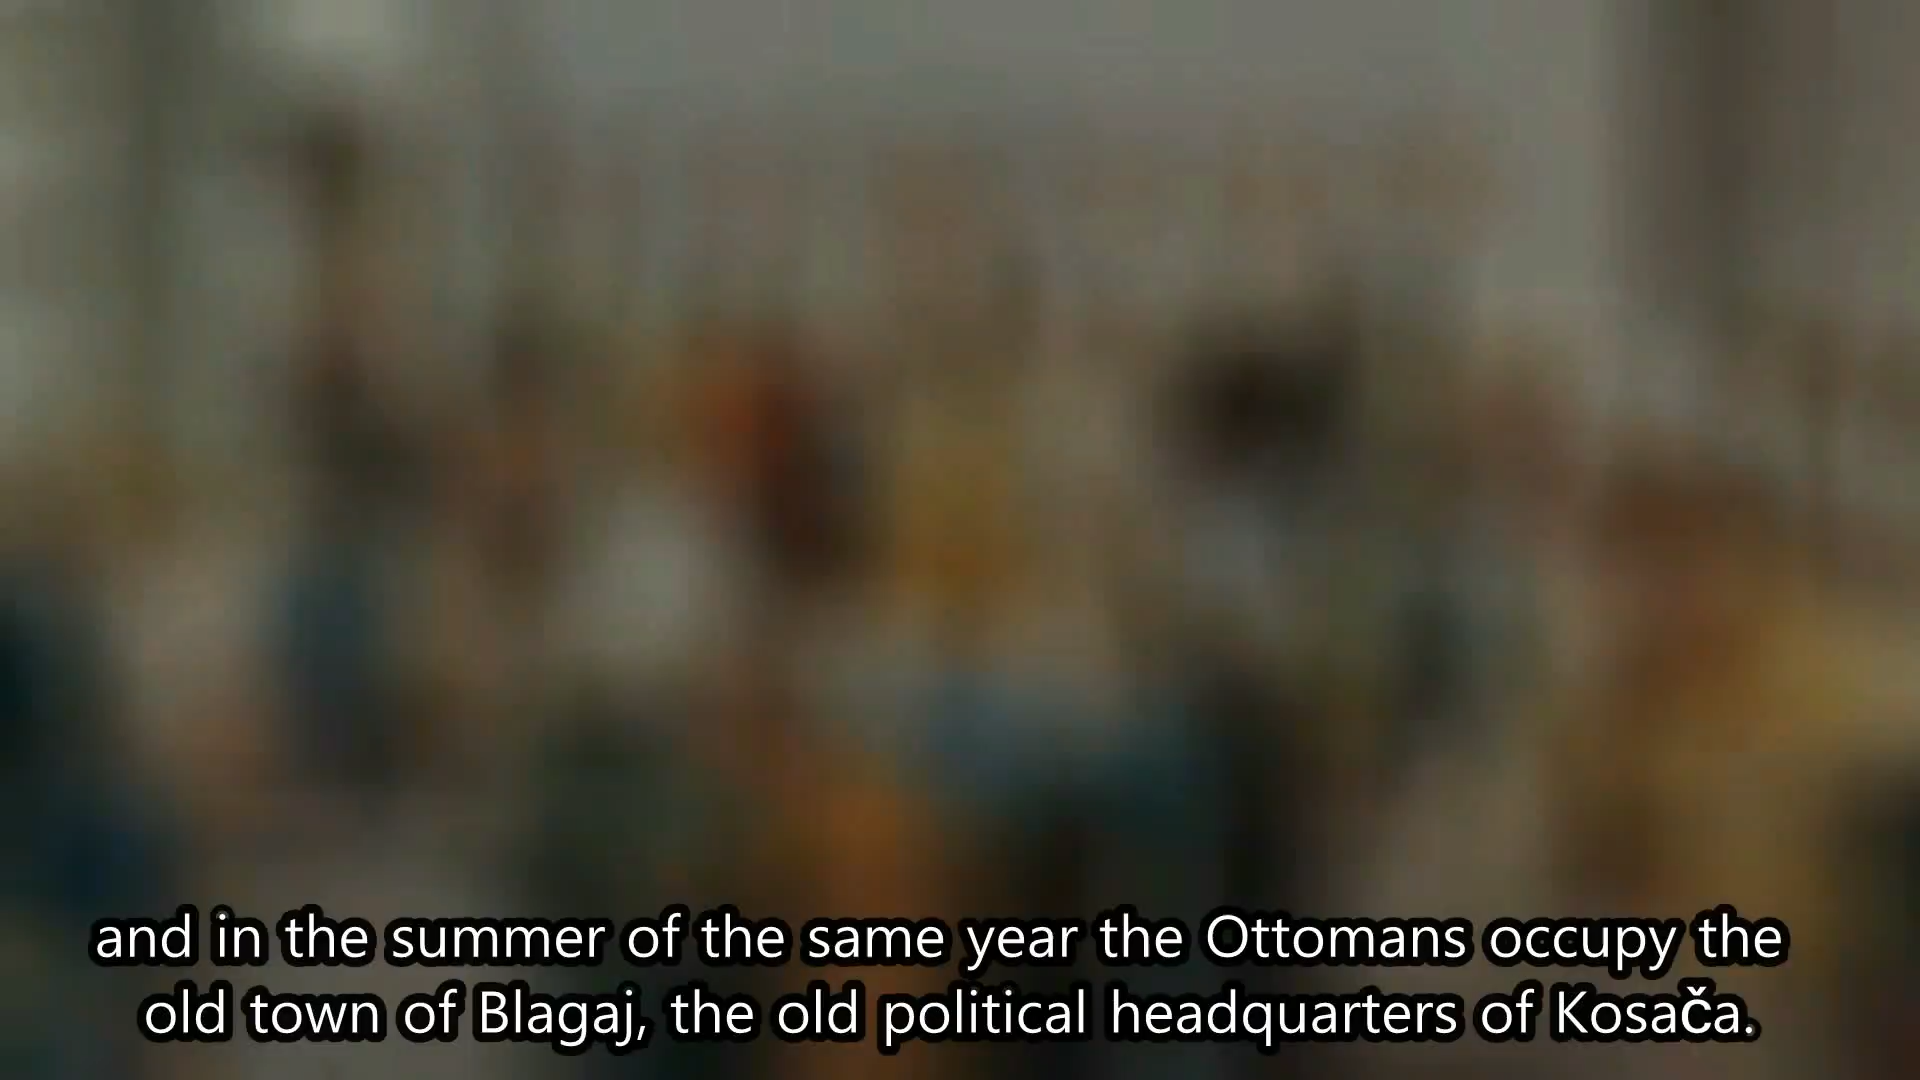 and in the summer of the same year the Ottomans occupy the
old town of Blagaj, the old political headquarters of Kosača.